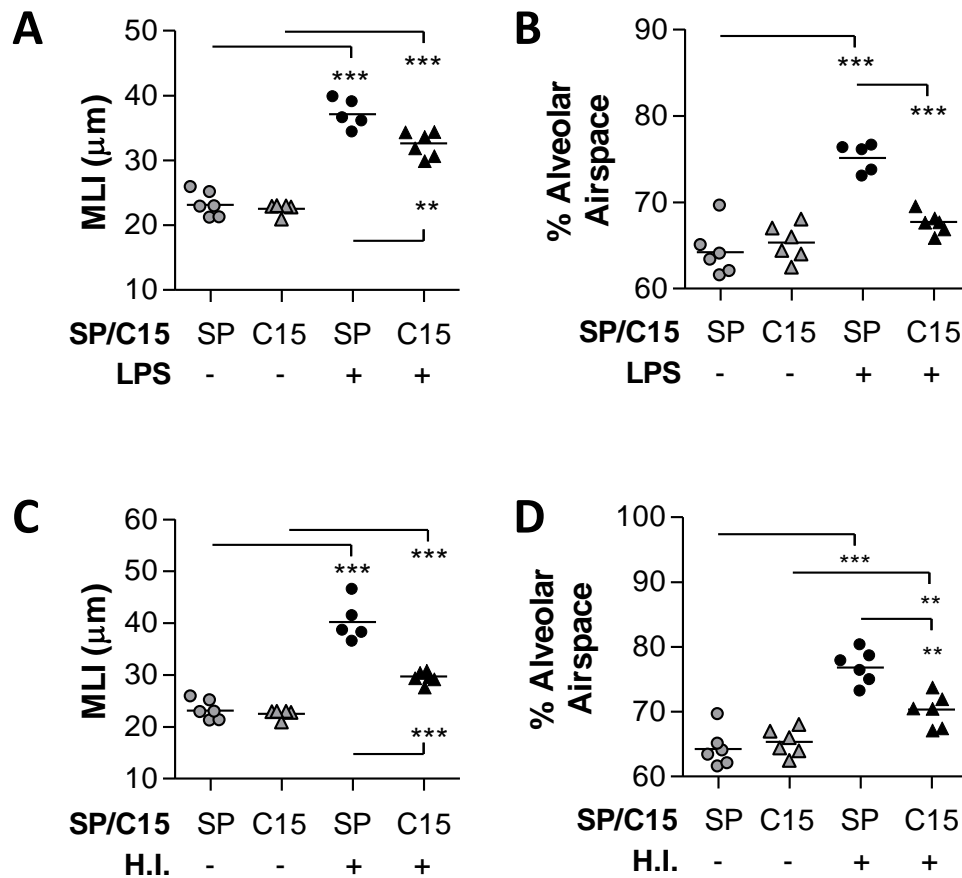 A
MLI (μm)
50
40
30
20
10
***
***
**
SP/C15 SP C15 SP C15
LPS - - + +
B
% Alveolar
Airspace
90
80
70
60
***
***
SP/C15 SP C15 SP C15
LPS - - + +
C
MLI (μm)
60
50
40
30
20
10
***
***
***
SP/C15 SP C15 SP C15
H.I. - - + +
D
% Alveolar
Airspace
100
90
80
70
60
***
**
**
SP/C15 SP C15 SP C15
H.I. - - + +